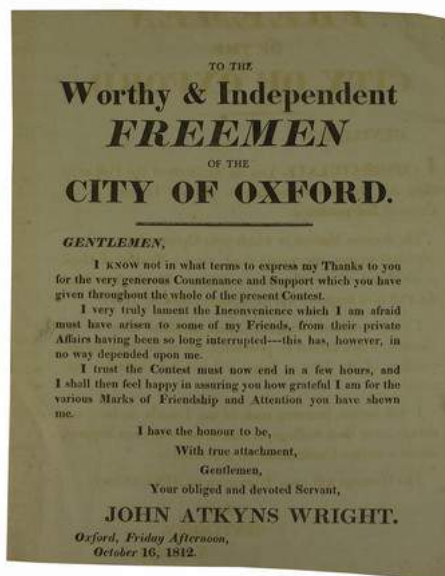 TO THE
Worthy & Independent
FREEMEN
OF THE
CITY OF OXFORD.
GENTLEMEN,
I KNOW not in what terms to express my Thanks to you
for the very generous Countenance and Support which you have
given throughout the whole of the present Contest.
I very truly lament the Inconvenience which I am afraid
must have arisen to some of my Friends, from their private
Affairs having been so long interrupted---this has, however, in
no way depended upon me.
I trust the Contest must now end in a few hours, and
I shall then feel happy in assuring you how grateful I am for the
various Marks of Friendship and Attention you have shewn
me.
I have the honour to be,
With true attachment,
Gentlemen,
Your obliged and devoted Servant,
JOHN ATKYNS WRIGHT.
Oxford, Friday Afternoon,
October 16, 1812.